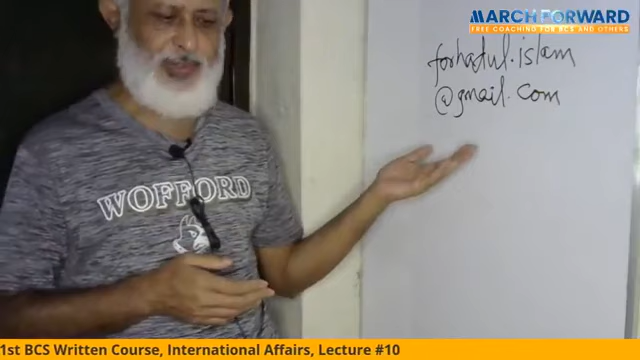 MARCH FORWARD
FREE COACHING FOR BCS AND OTHERS
forhadul.islam
@gmail.com
WOFFORD
1st BCS Written Course, International Affairs, Lecture #10